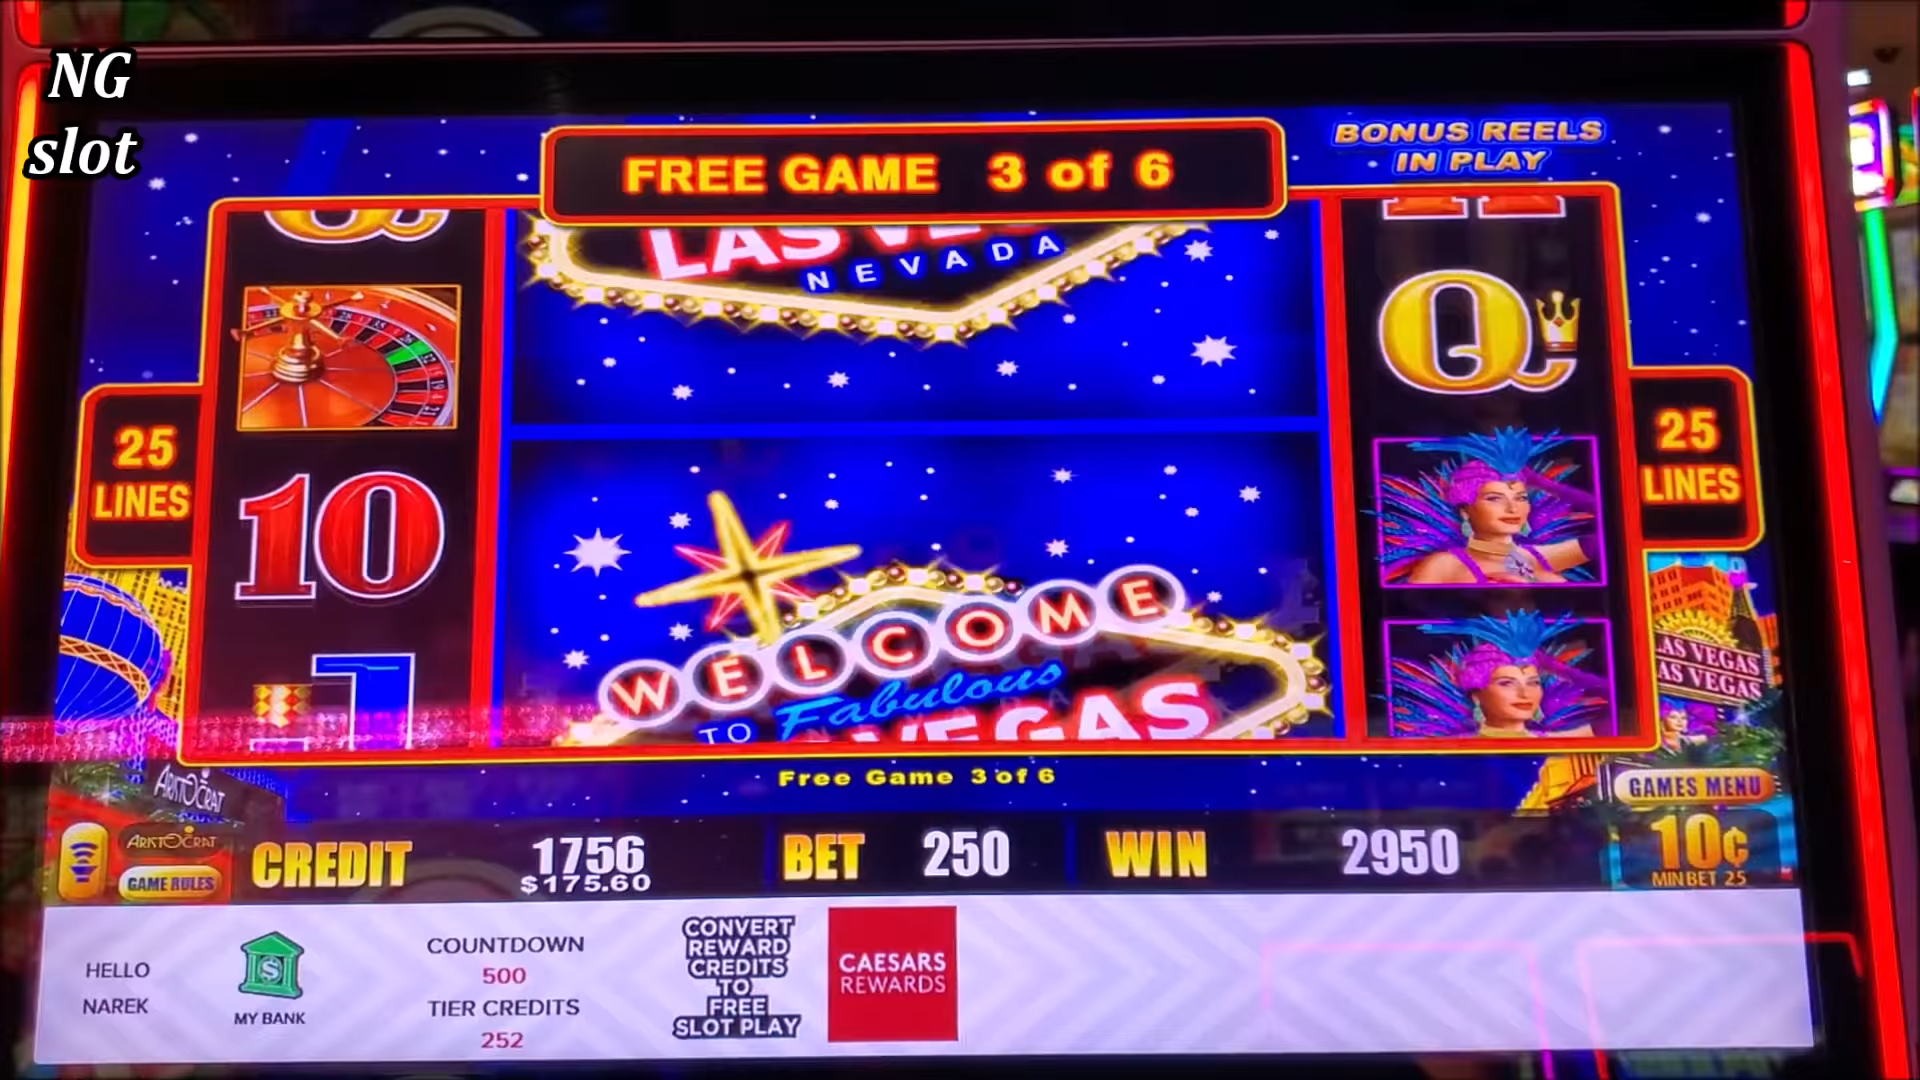 NG
slot
FREE GAME 3 of 6
BONUS REELS
IN PLAY
LAS VE
NEVADA
Q
25
LINES
25
LINES
10
WELCOME
TO Fabulous
VEGAS
LAS VEGAS
LAS VEGAS
Free Game 3 of 6
ARISTOCRAT
GAMES MENU
ARISTOCRAT
GAME RULES
CREDIT 1756
$175.60
BET 250
WIN 2950
10¢
MIN BET 25
HELLO
NAREK
MY BANK
COUNTDOWN
500
TIER CREDITS
252
CONVERT
REWARD
CREDITS
TO
FREE
SLOT PLAY
CAESARS
REWARDS